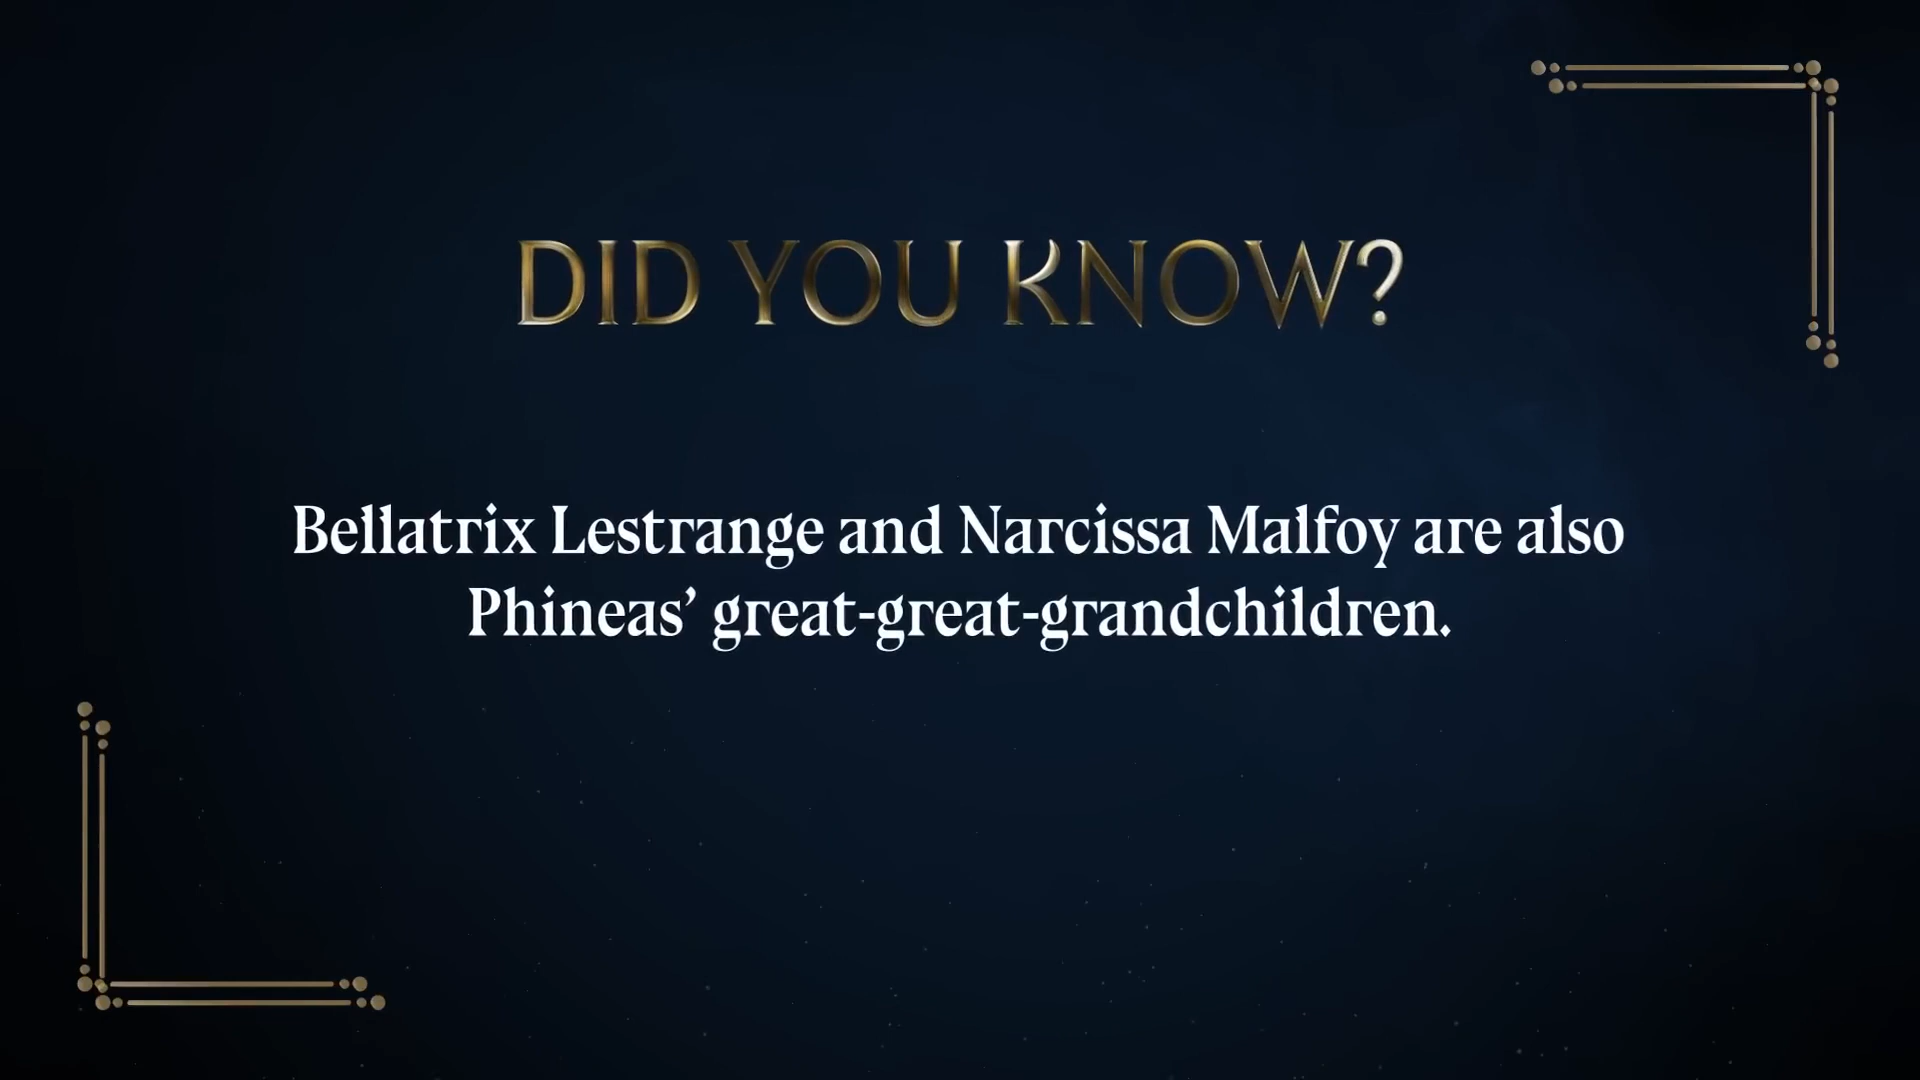 DID YOU KNOW?
Bellatrix Lestrange and Narcissa Malfoy are also
Phineas’ great-great-grandchildren.